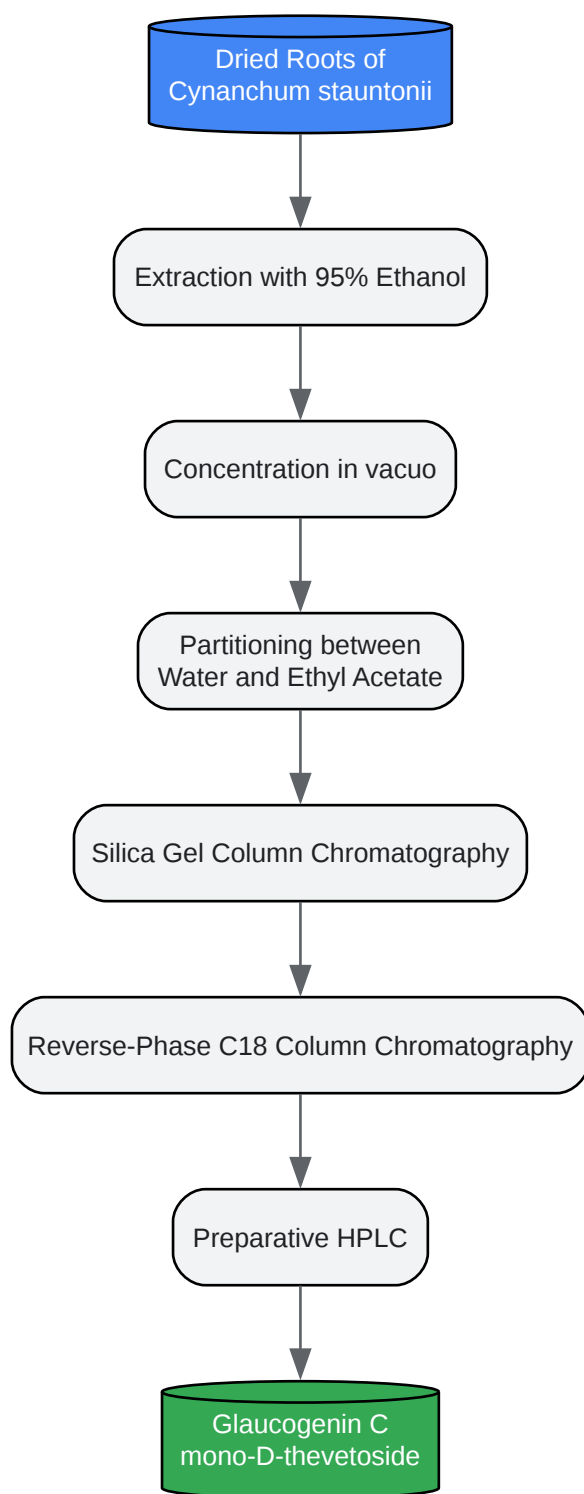 Dried Roots of
Cynanchum stauntonii
Extraction with 95% Ethanol
Concentration in vacuo
Partitioning between
Water and Ethyl Acetate
Silica Gel Column Chromatography
Reverse-Phase C18 Column Chromatography
Preparative HPLC
Glaucogenin C
mono-D-thevetoside